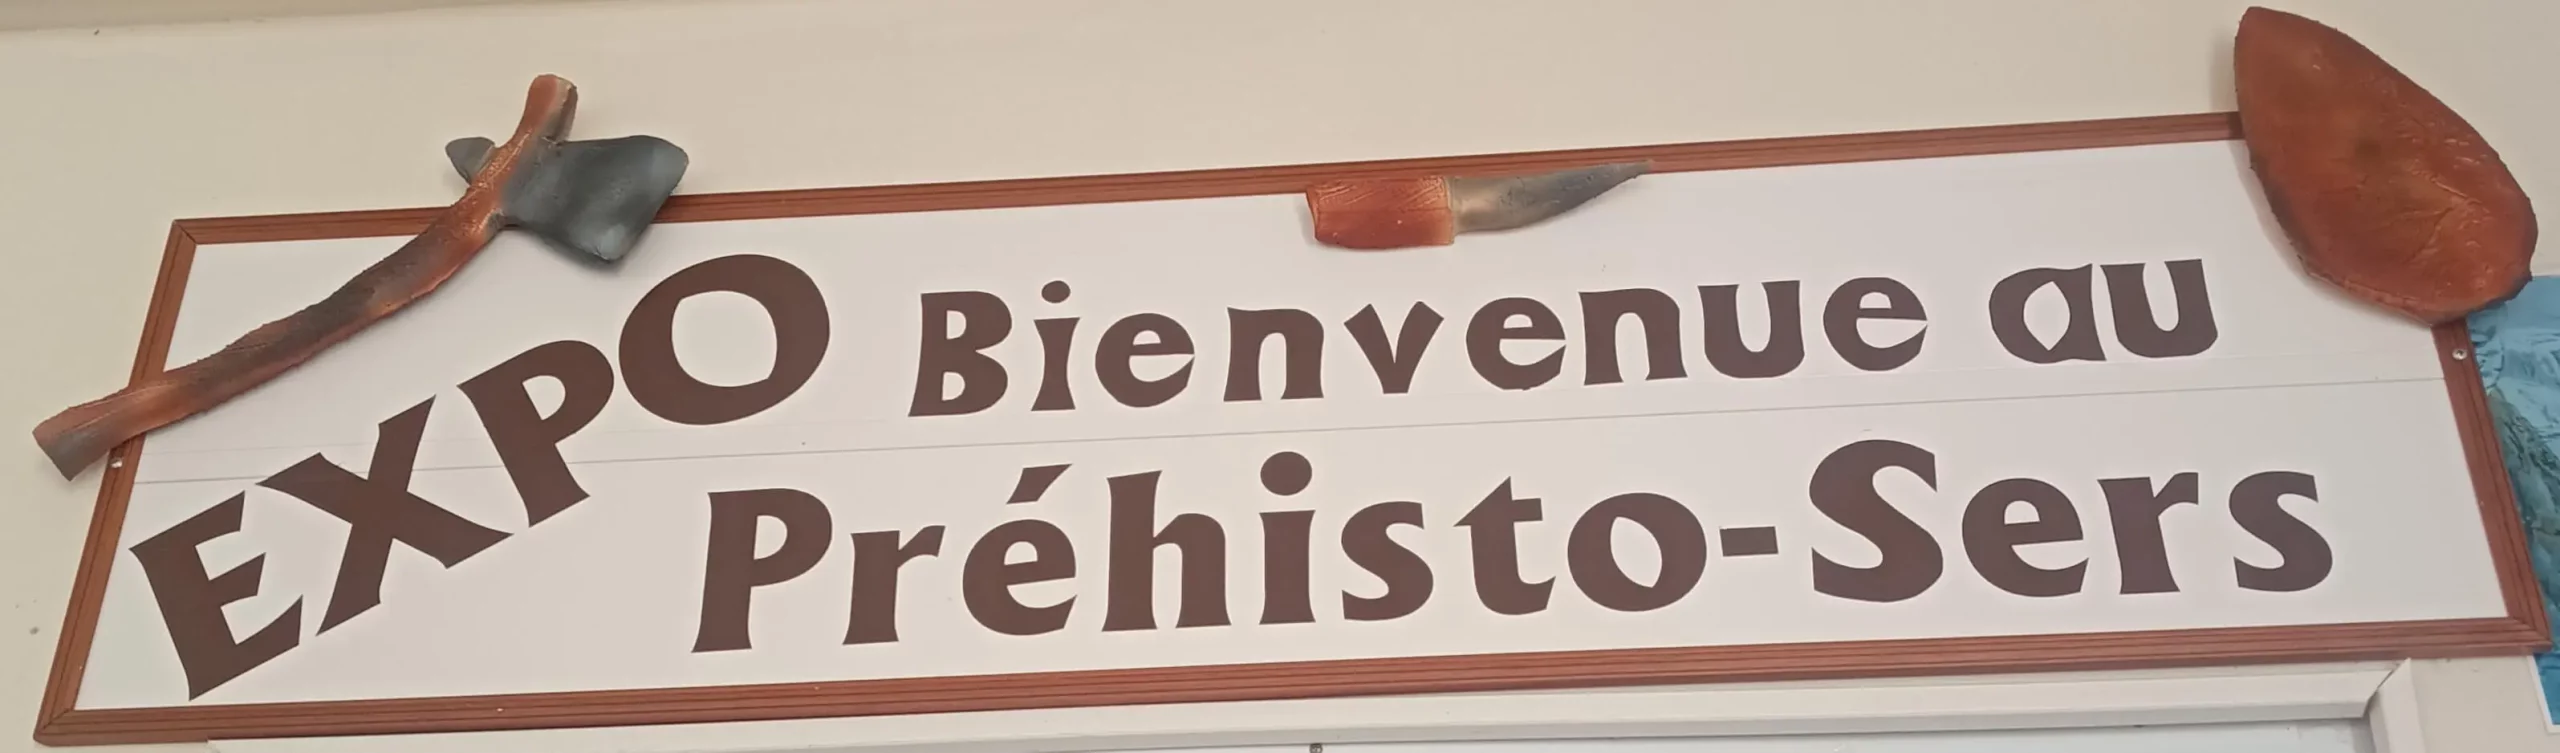 EXPO
Bienvenue au
Préhisto-Sers